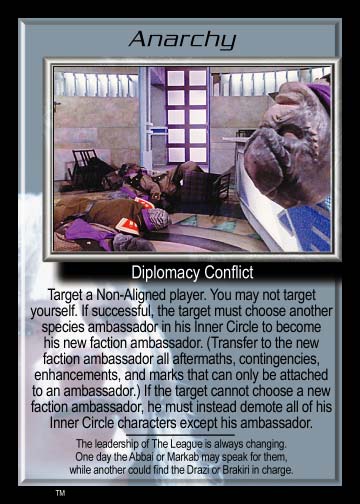 Anarchy
Diplomacy Conflict
Target a Non-Aligned player. You may not target
yourself. If successful, the target must choose another
species ambassador in his Inner Circle to become
his new faction ambassador. (Transfer to the new
faction ambassador all aftermaths, contingencies,
enhancements, and marks that can only be attached
to an ambassador.) If the target cannot choose a new
faction ambassador, he must instead demote all of his
Inner Circle characters except his ambassador.
The leadership of The League is always changing.
One day the Abbai or Markab may speak for them,
while another could find the Drazi or Brakiri in charge.
TM